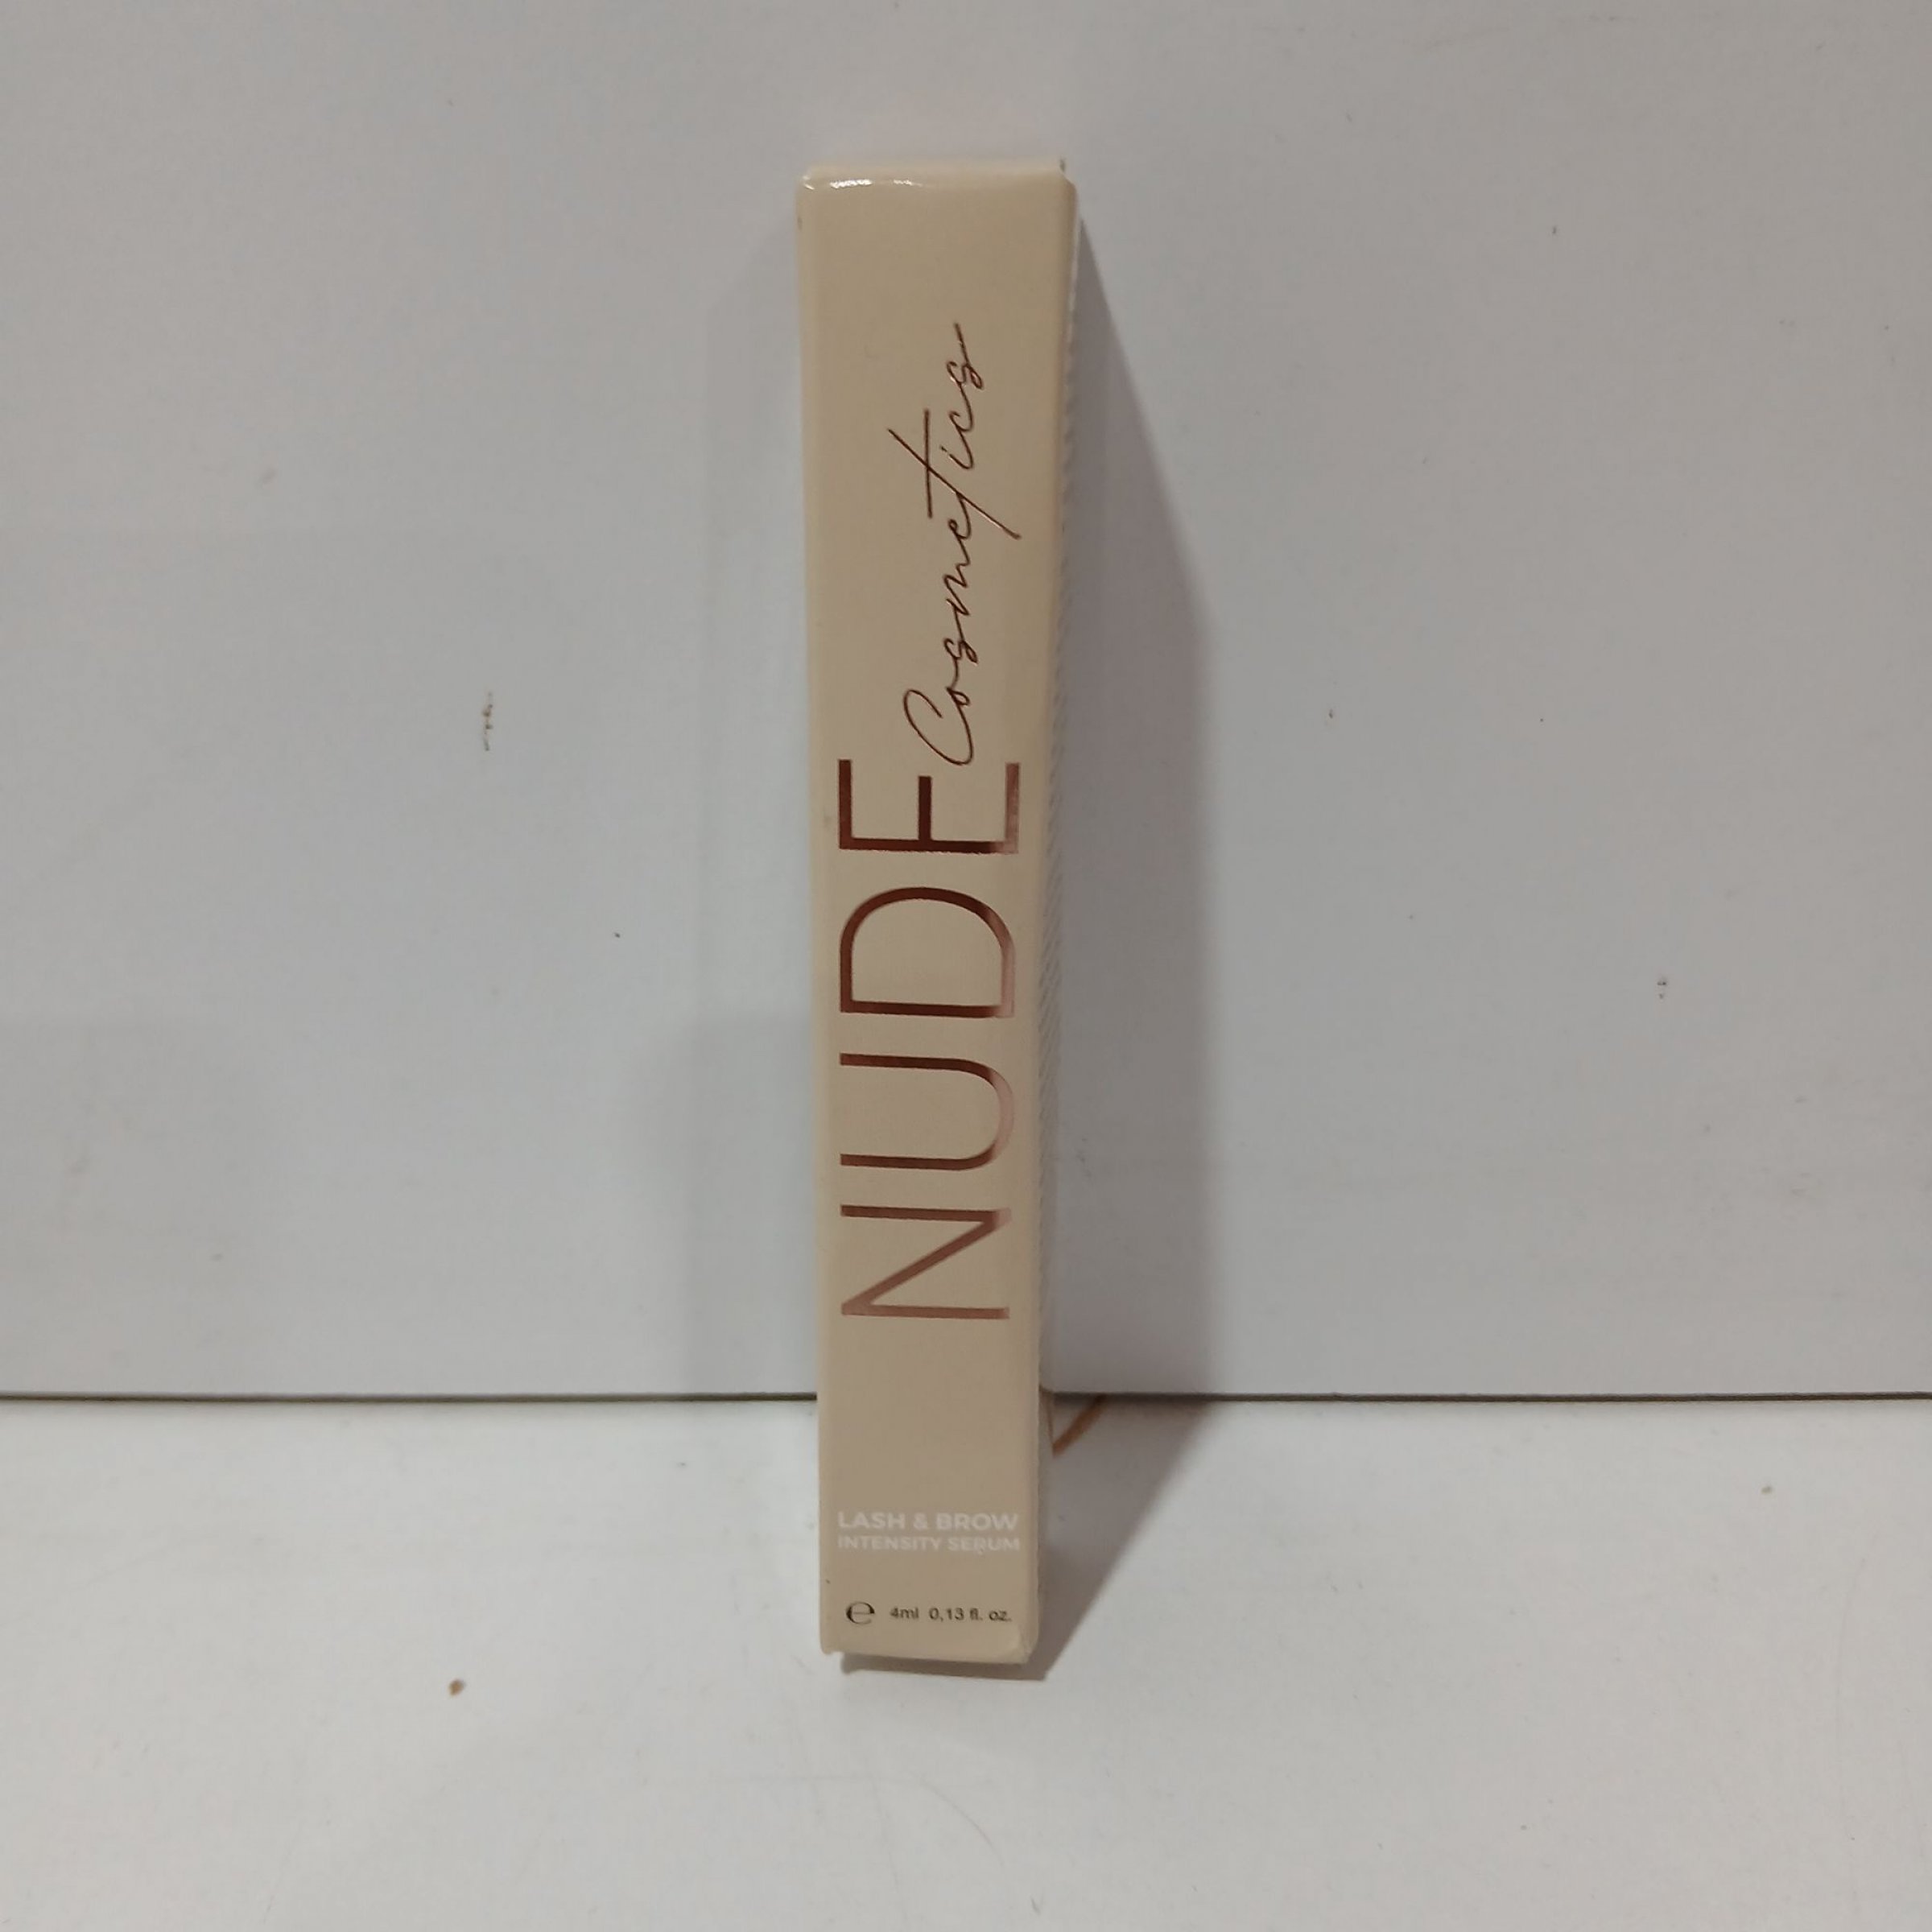 NUDE Cosmetics
LASH & BROW
INTENSITY SERUM
℮ 4ml 0,13 fl. oz.